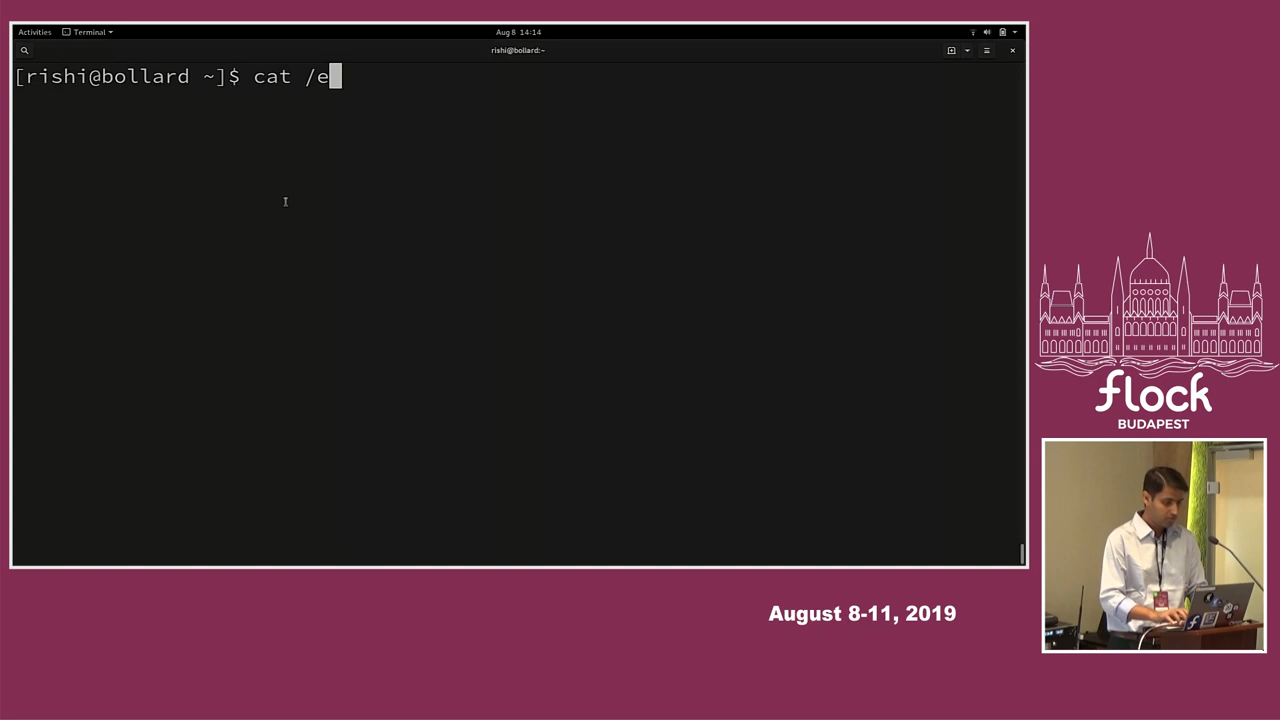 Activities Terminal Aug 8 14:14
rishi@bollard:~
[rishi@bollard ~]$ cat /e
flock
BUDAPEST
August 8-11, 2019